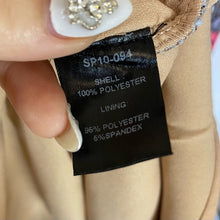 SP10-094
SHELL:
100% POLYESTER
LINING:
95% POLYESTER
5%SPANDEX